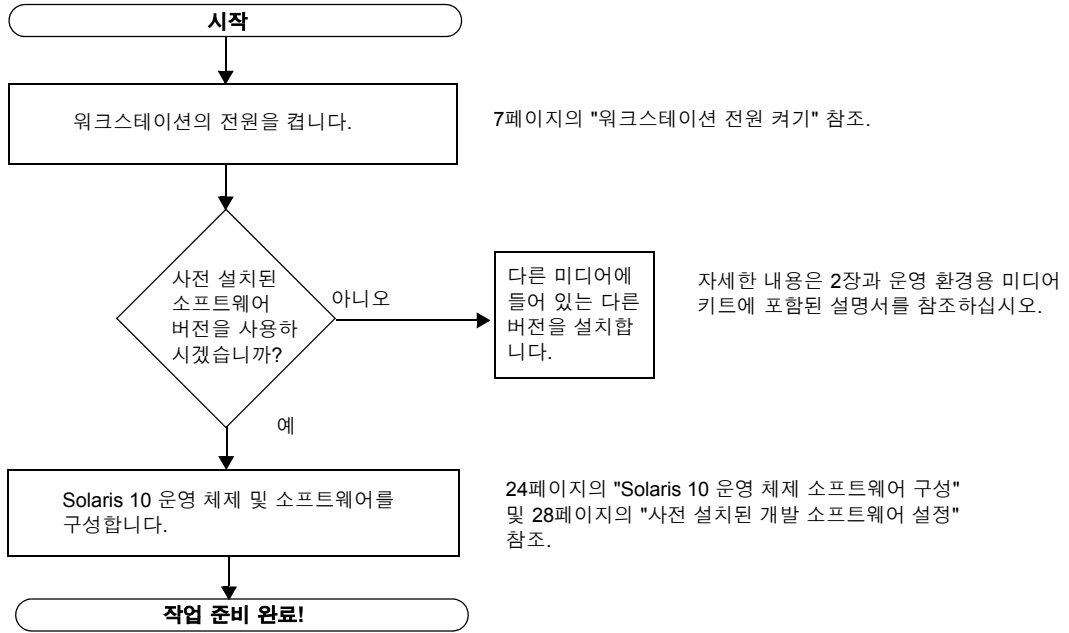 시작
워크스테이션의 전원을 켭니다.
7페이지의 "워크스테이션 전원 켜기" 참조.
사전 설치된
소프트웨어
버전을 사용하
시겠습니까?
아니오
다른 미디어에
들어 있는 다른
버전을 설치합
니다.
자세한 내용은 2장과 운영 환경용 미디어
키트에 포함된 설명서를 참조하십시오.
예
Solaris 10 운영 체제 및 소프트웨어를
구성합니다.
24페이지의 "Solaris 10 운영 체제 소프트웨어 구성"
및 28페이지의 "사전 설치된 개발 소프트웨어 설정"
참조.
작업 준비 완료!